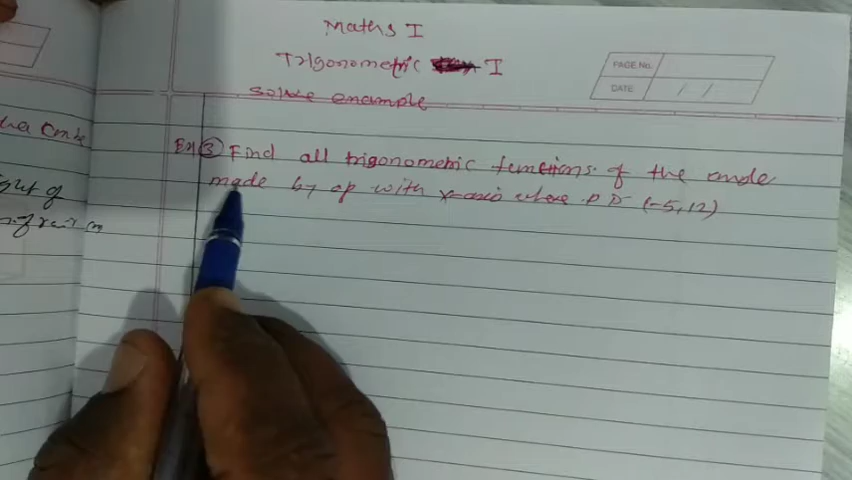 Maths I
Trigonometric I
Solve example
PAGE No.
DATE / /
Ex ③ Find all trigonometric functions of the angle
made by op with x-axis where P is (-5,12)